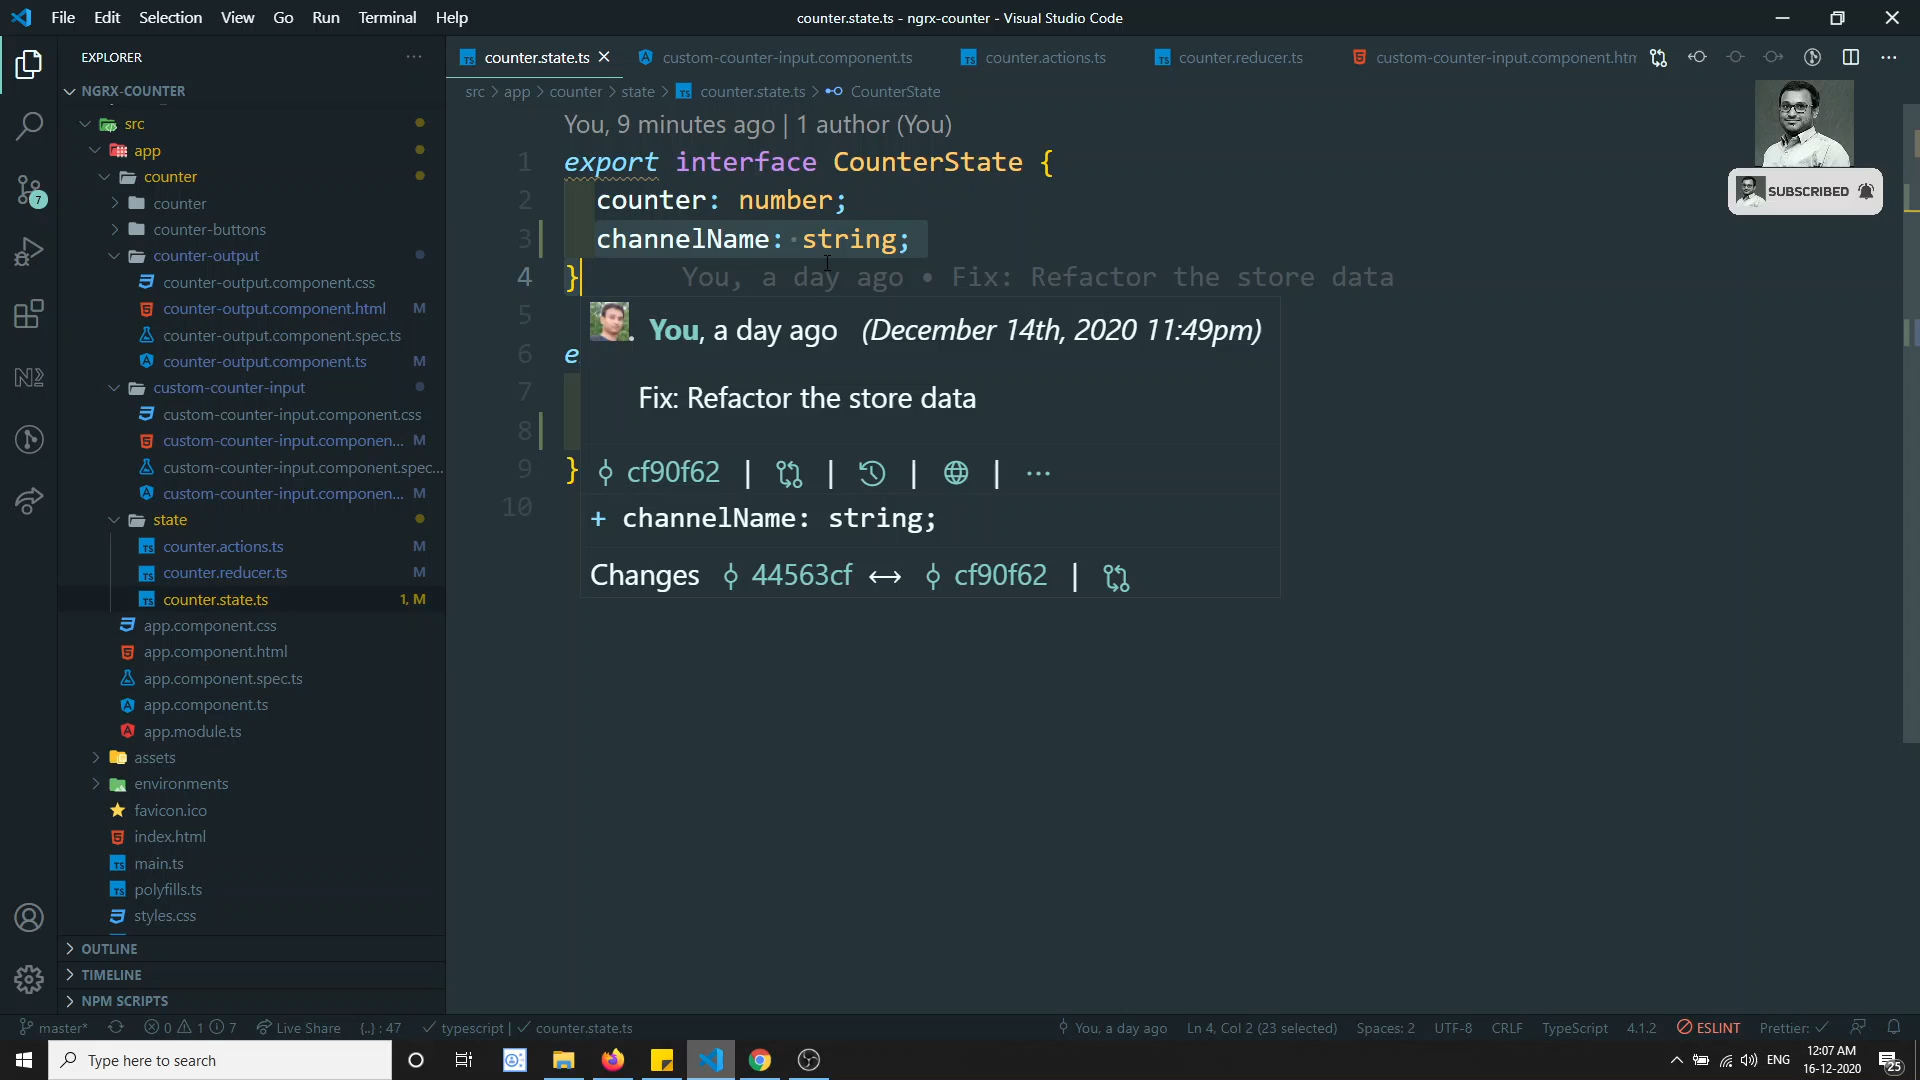 File Edit Selection View Go Run Terminal Help
counter.state.ts - ngrx-counter - Visual Studio Code
EXPLORER
NGRX-COUNTER
src
app
counter
counter
counter-buttons
counter-output
counter-output.component.css
counter-output.component.html M
counter-output.component.spec.ts
counter-output.component.ts M
custom-counter-input
custom-counter-input.component.css
custom-counter-input.componen... M
custom-counter-input.component.spec...
custom-counter-input.componen... M
state
counter.actions.ts M
counter.reducer.ts M
counter.state.ts 1, M
app.component.css
app.component.html
app.component.spec.ts
app.component.ts
app.module.ts
assets
environments
favicon.ico
index.html
main.ts
polyfills.ts
styles.css
OUTLINE
TIMELINE
NPM SCRIPTS
7
counter.state.ts custom-counter-input.component.ts counter.actions.ts counter.reducer.ts custom-counter-input.component.htm
src > app > counter > state > counter.state.ts > CounterState
You, 9 minutes ago | 1 author (You)
1 export interface CounterState {
2 counter: number;
3 channelName: string;
4 } You, a day ago • Fix: Refactor the store data
5
6 e
7
8
9 }
10
You, a day ago (December 14th, 2020 11:49pm)
Fix: Refactor the store data
cf90f62 | | | | ...
+ channelName: string;
Changes 44563cf ↔ cf90f62 |
SUBSCRIBED
master* 0 1 7 Live Share {..} : 47 typescript | counter.state.ts
You, a day ago Ln 4, Col 2 (23 selected) Spaces: 2 UTF-8 CRLF TypeScript 4.1.2 ESLINT Prettier:
Type here to search
ENG
12:07 AM
16-12-2020
25